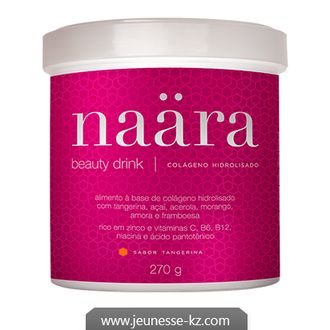 naära
beauty drink | COLÁGENO HIDROLISADO
alimento à base de colágeno hidrolisado
com tangerina, açaí, acerola, morango,
amora e framboesa
rico em zinco e vitaminas C, B6, B12,
niacina e ácido pantotênico
SABOR TANGERINA
270 g
www.jeunesse-kz.com